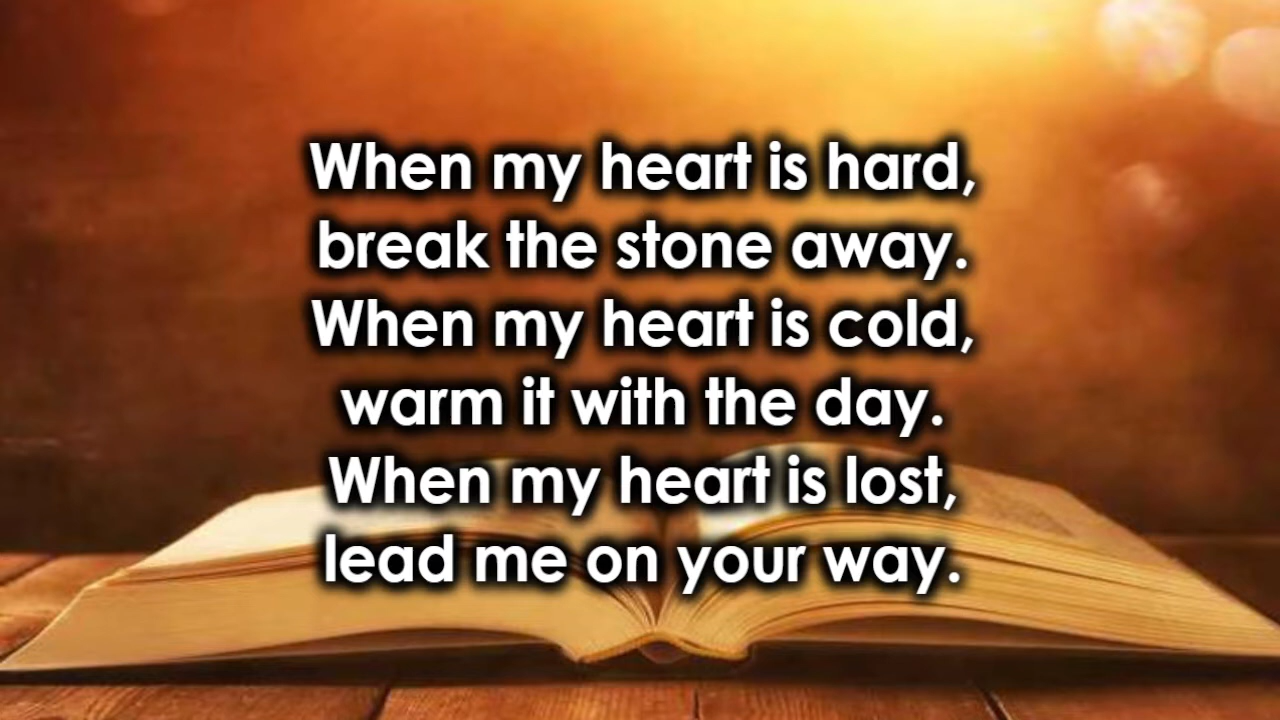 When my heart is hard,
break the stone away.
When my heart is cold,
warm it with the day.
When my heart is lost,
lead me on your way.